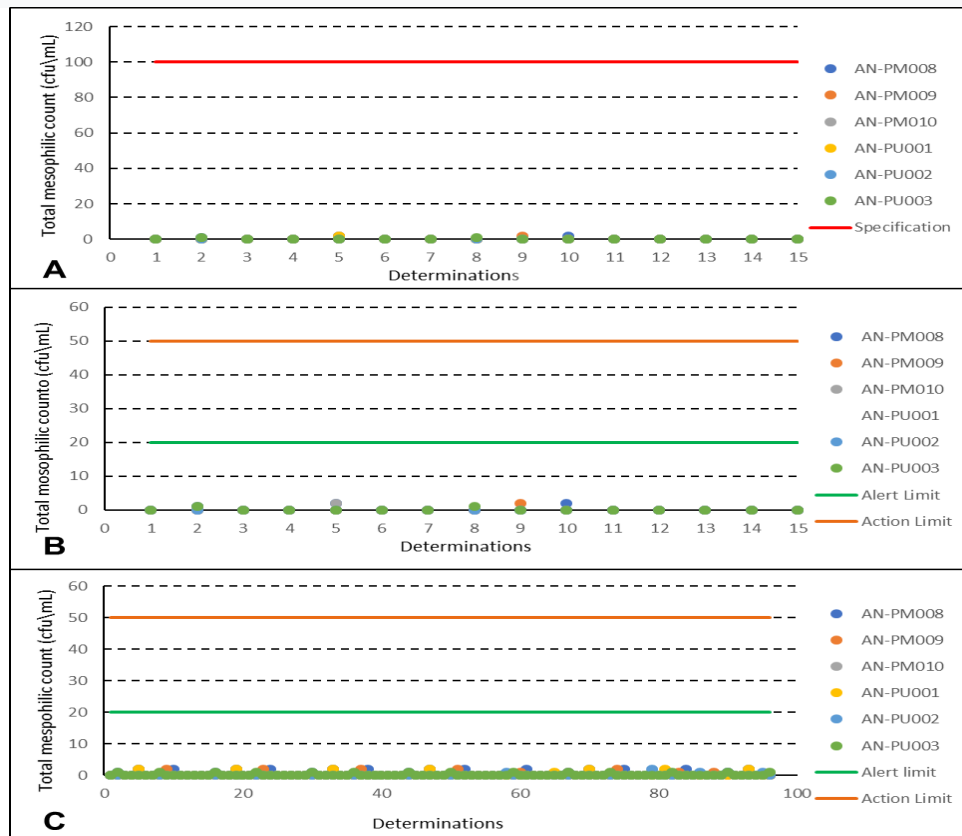 Total mesophilic count (cfu\mL)
120
100
80
60
40
20
0
0 1 2 3 4 5 6 7 8 9 10 11 12 13 14 15
Determinations
A
AN-PM008
AN-PM009
AN-PM010
AN-PU001
AN-PU002
AN-PU003
Specification
Total mosophilic counto (cfu\mL)
60
50
40
30
20
10
0
0 1 2 3 4 5 6 7 8 9 10 11 12 13 14 15
Determinations
B
AN-PM008
AN-PM009
AN-PM010
AN-PU001
AN-PU002
AN-PU003
Alert Limit
Action Limit
Total mespohilic count (cfu\mL)
60
50
40
30
20
10
0
0 20 40 60 80 100
Determinations
C
AN-PM008
AN-PM009
AN-PM010
AN-PU001
AN-PU002
AN-PU003
Alert limit
Action Limit